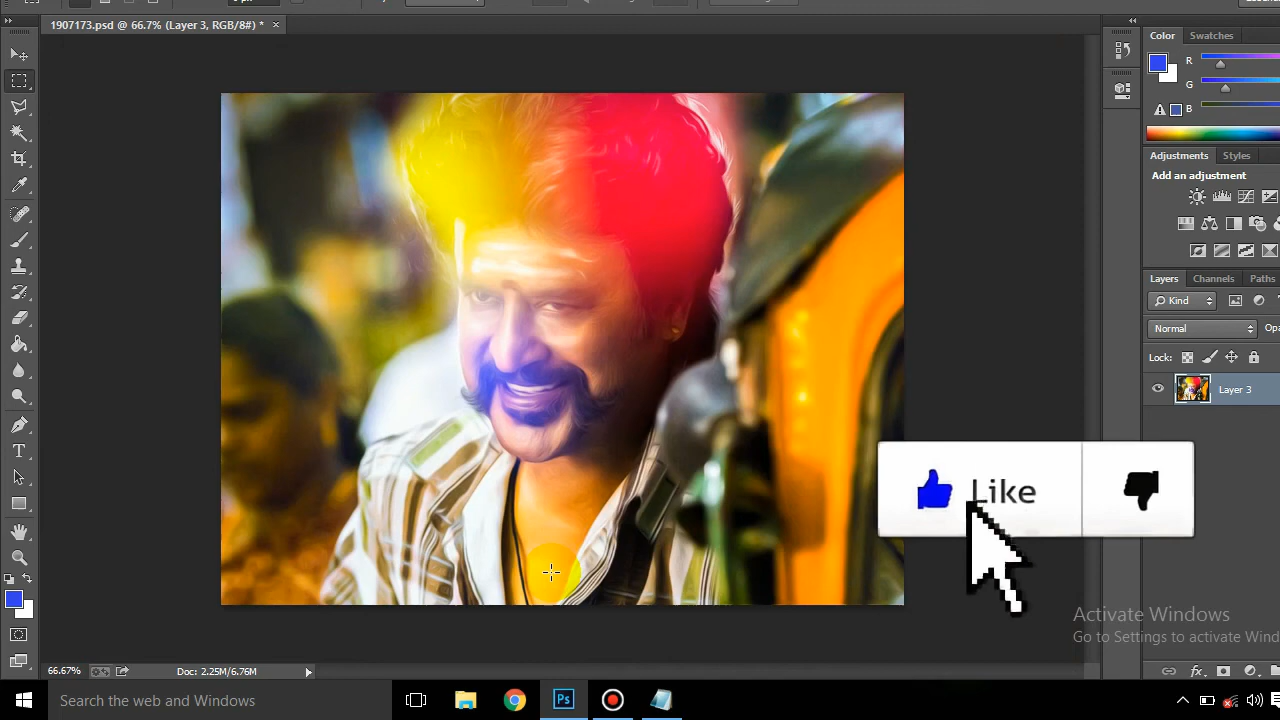 1907173.psd @ 66.7% (Layer 3, RGB/8#) * ×
Color Swatches
R
G
B
Adjustments Styles
Add an adjustment
Layers Channels Paths
Kind
Normal
Lock:
Layer 3
Like
Activate Windows
Go to Settings to activate Wind
66.67% Doc: 2.25M/6.76M
Search the web and Windows
Ps